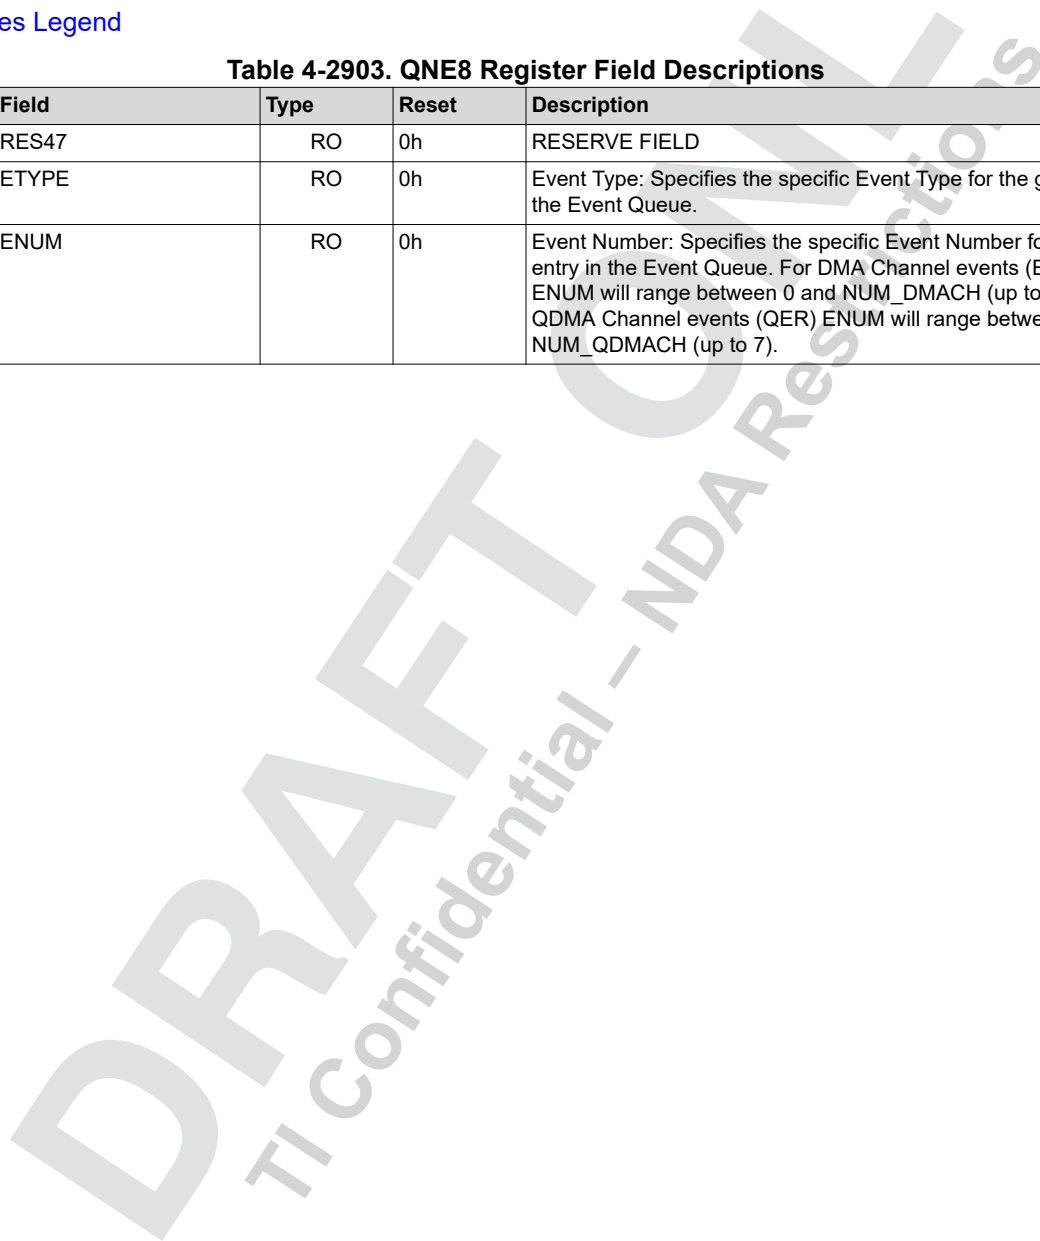 es Legend
Table 4-2903. QNE8 Register Field Descriptions
Field Type Reset Description
RES47 RO 0h RESERVE FIELD
ETYPE RO 0h Event Type: Specifies the specific Event Type for the
the Event Queue.
ENUM RO 0h Event Number: Specifies the specific Event Number
entry in the Event Queue. For DMA Channel events
ENUM will range between 0 and NUM_DMACH (up to
QDMA Channel events (QER) ENUM will range
NUM_QDMACH (up to 7).
DRAFT
TI Confidential – NDA Restrictions